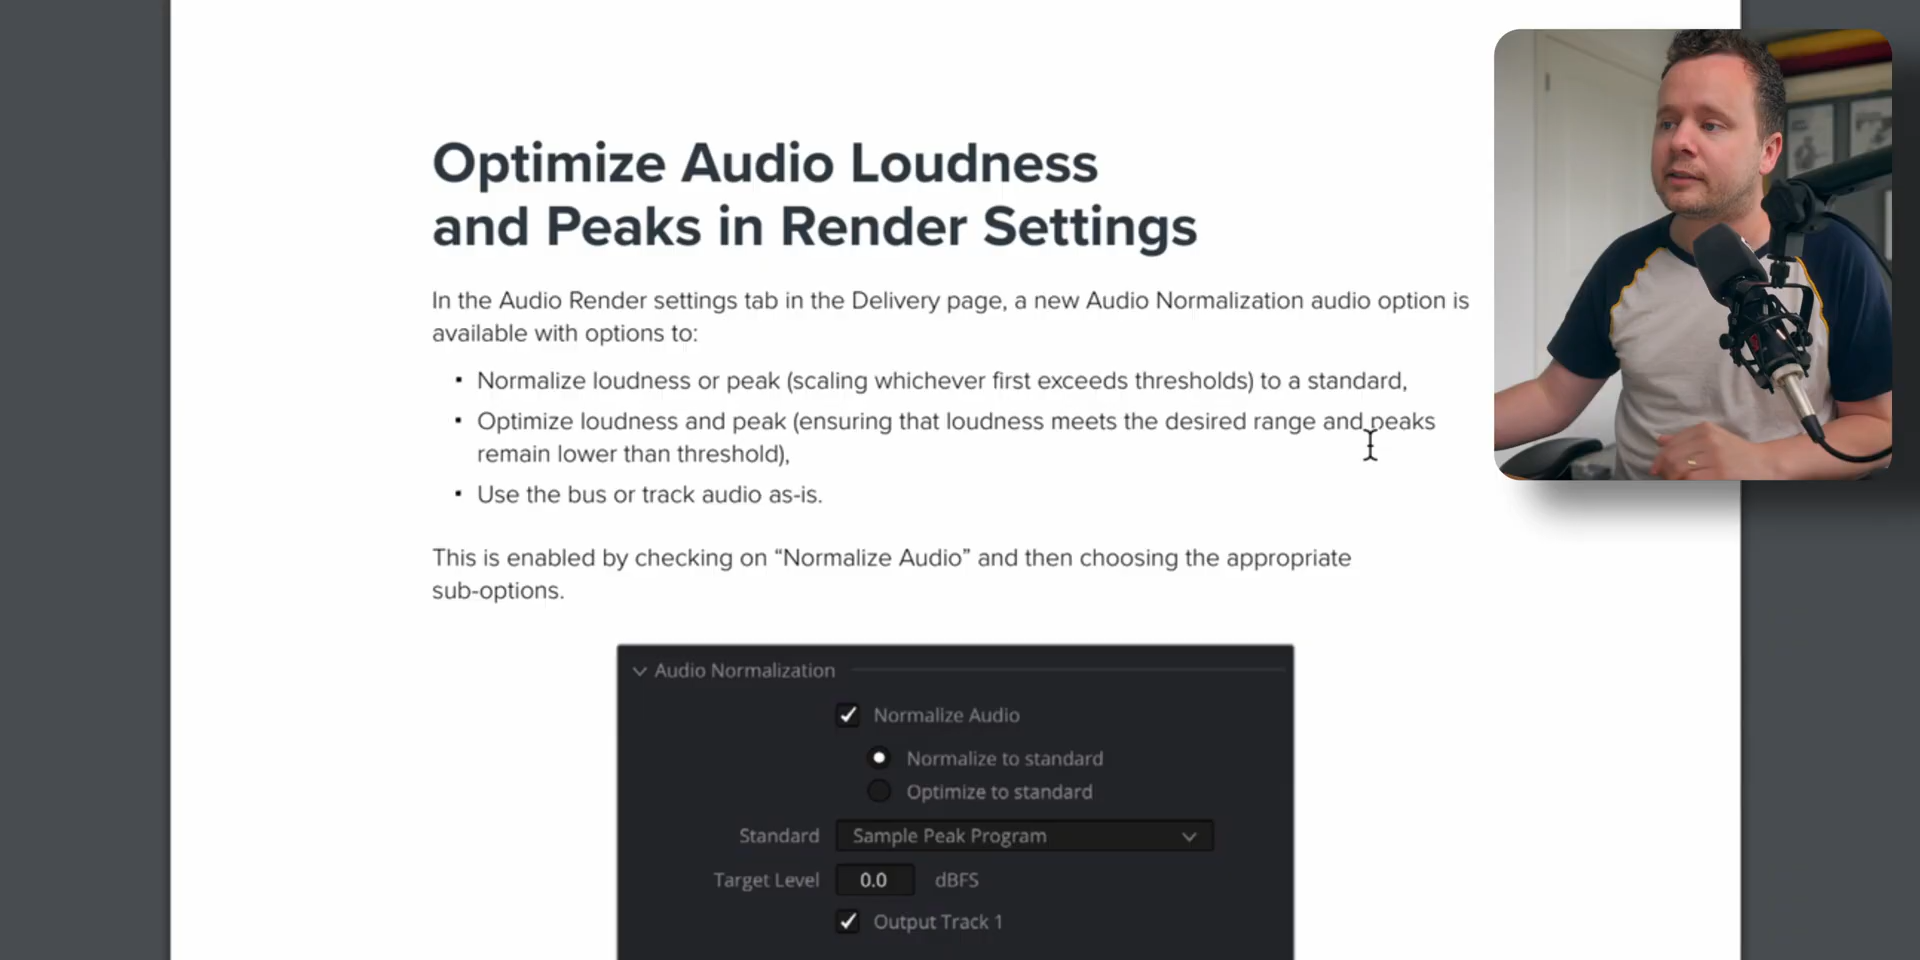 Optimize Audio Loudness
and Peaks in Render Settings
In the Audio Render settings tab in the Delivery page, a new Audio Normalization audio option is
available with options to:
▪ Normalize loudness or peak (scaling whichever first exceeds thresholds) to a standard,
▪ Optimize loudness and peak (ensuring that loudness meets the desired range and peaks
remain lower than threshold),
▪ Use the bus or track audio as-is.
This is enabled by checking on “Normalize Audio” and then choosing the appropriate
sub-options.
Audio Normalization
Normalize Audio
Normalize to standard
Optimize to standard
Standard Sample Peak Program
Target Level 0.0 dBFS
Output Track 1